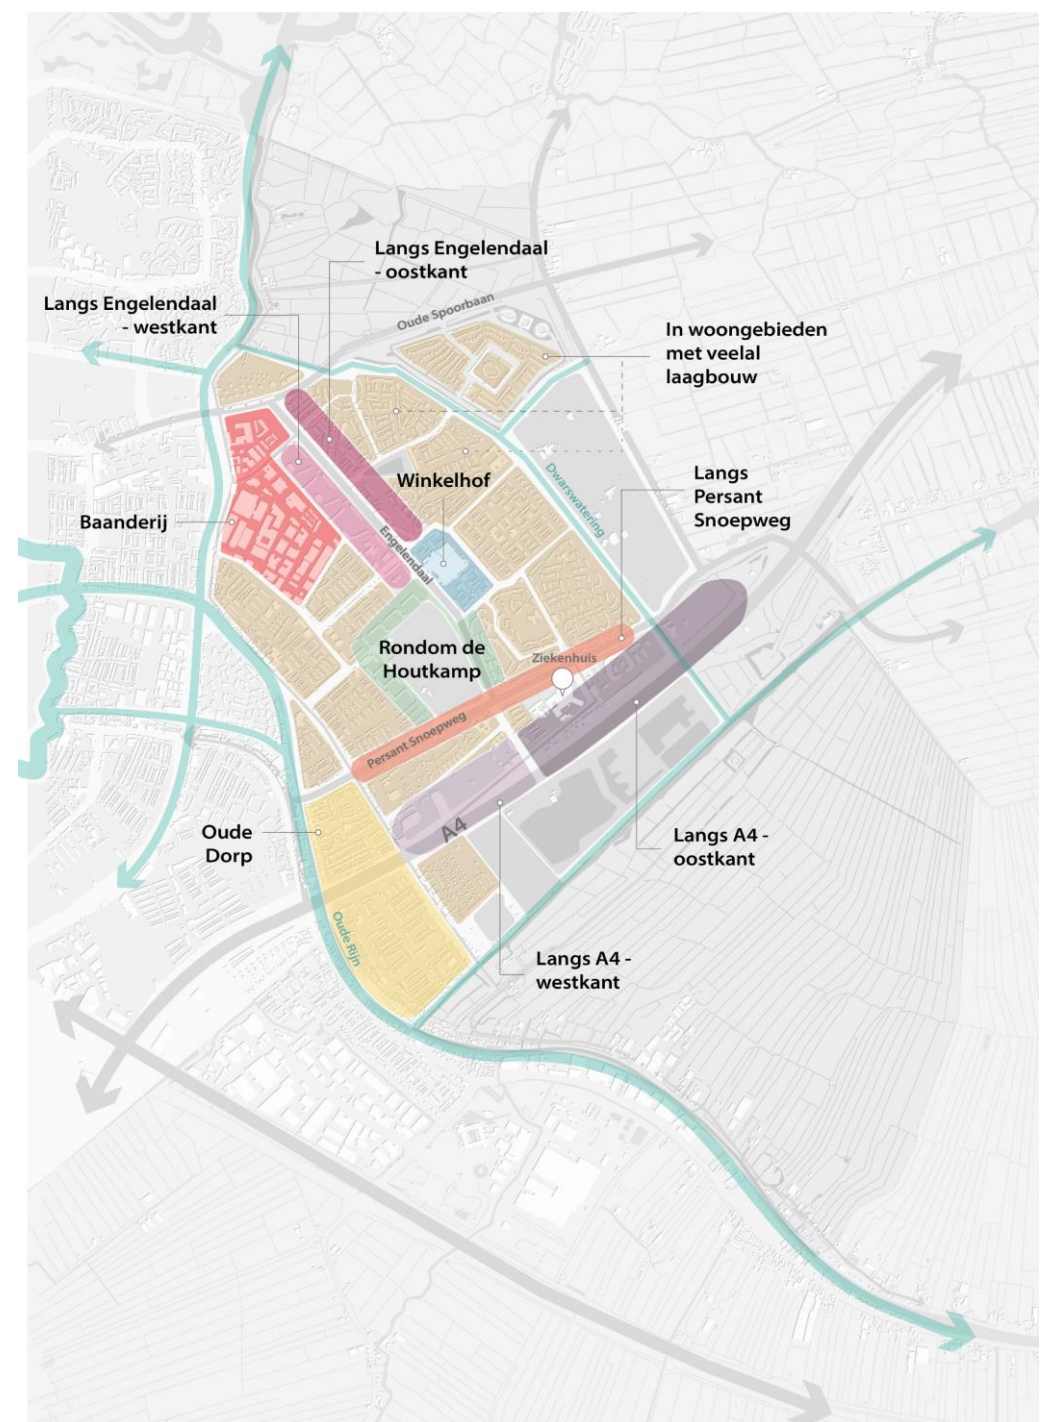 Langs Engelendaal
- oostkant
Langs Engelendaal
- westkant
Oude Spoorbaan
In woongebieden
met veelal
laagbouw
Winkelhof
Langs
Persant
Snoepweg
Dwarswatering
Baanderij
Engelendaal
Rondom de
Houtkamp
Ziekenhuis
Persant Snoepweg
Oude
Dorp
A4
Langs A4 -
oostkant
Oude Rijn
Langs A4 -
westkant